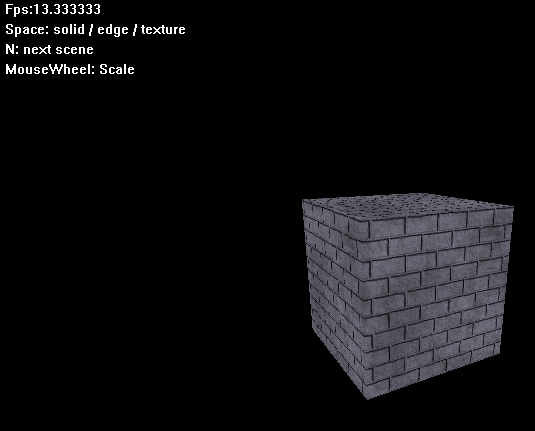 Fps:13.333333
Space: solid / edge / texture
N: next scene
MouseWheel: Scale